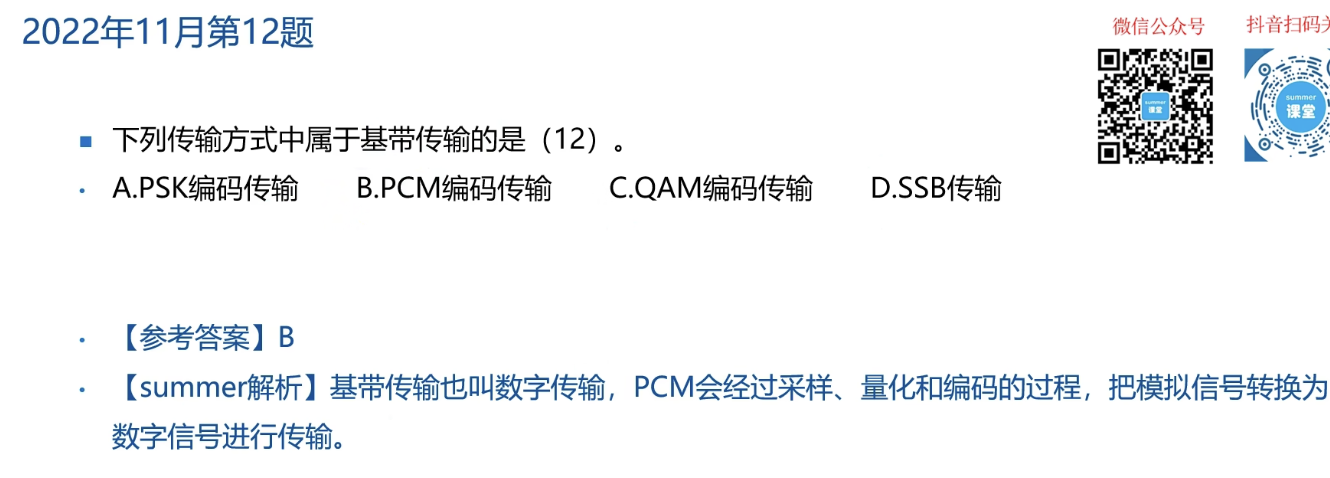 2022年11月第12题
微信公众号
抖音扫码关
summer
课堂
summer
课堂
下列传输方式中属于基带传输的是（12）。
A.PSK编码传输 B.PCM编码传输 C.QAM编码传输 D.SSB传输
【参考答案】B
【summer解析】基带传输也叫数字传输，PCM会经过采样、量化和编码的过程，把模拟信号转换为
数字信号进行传输。